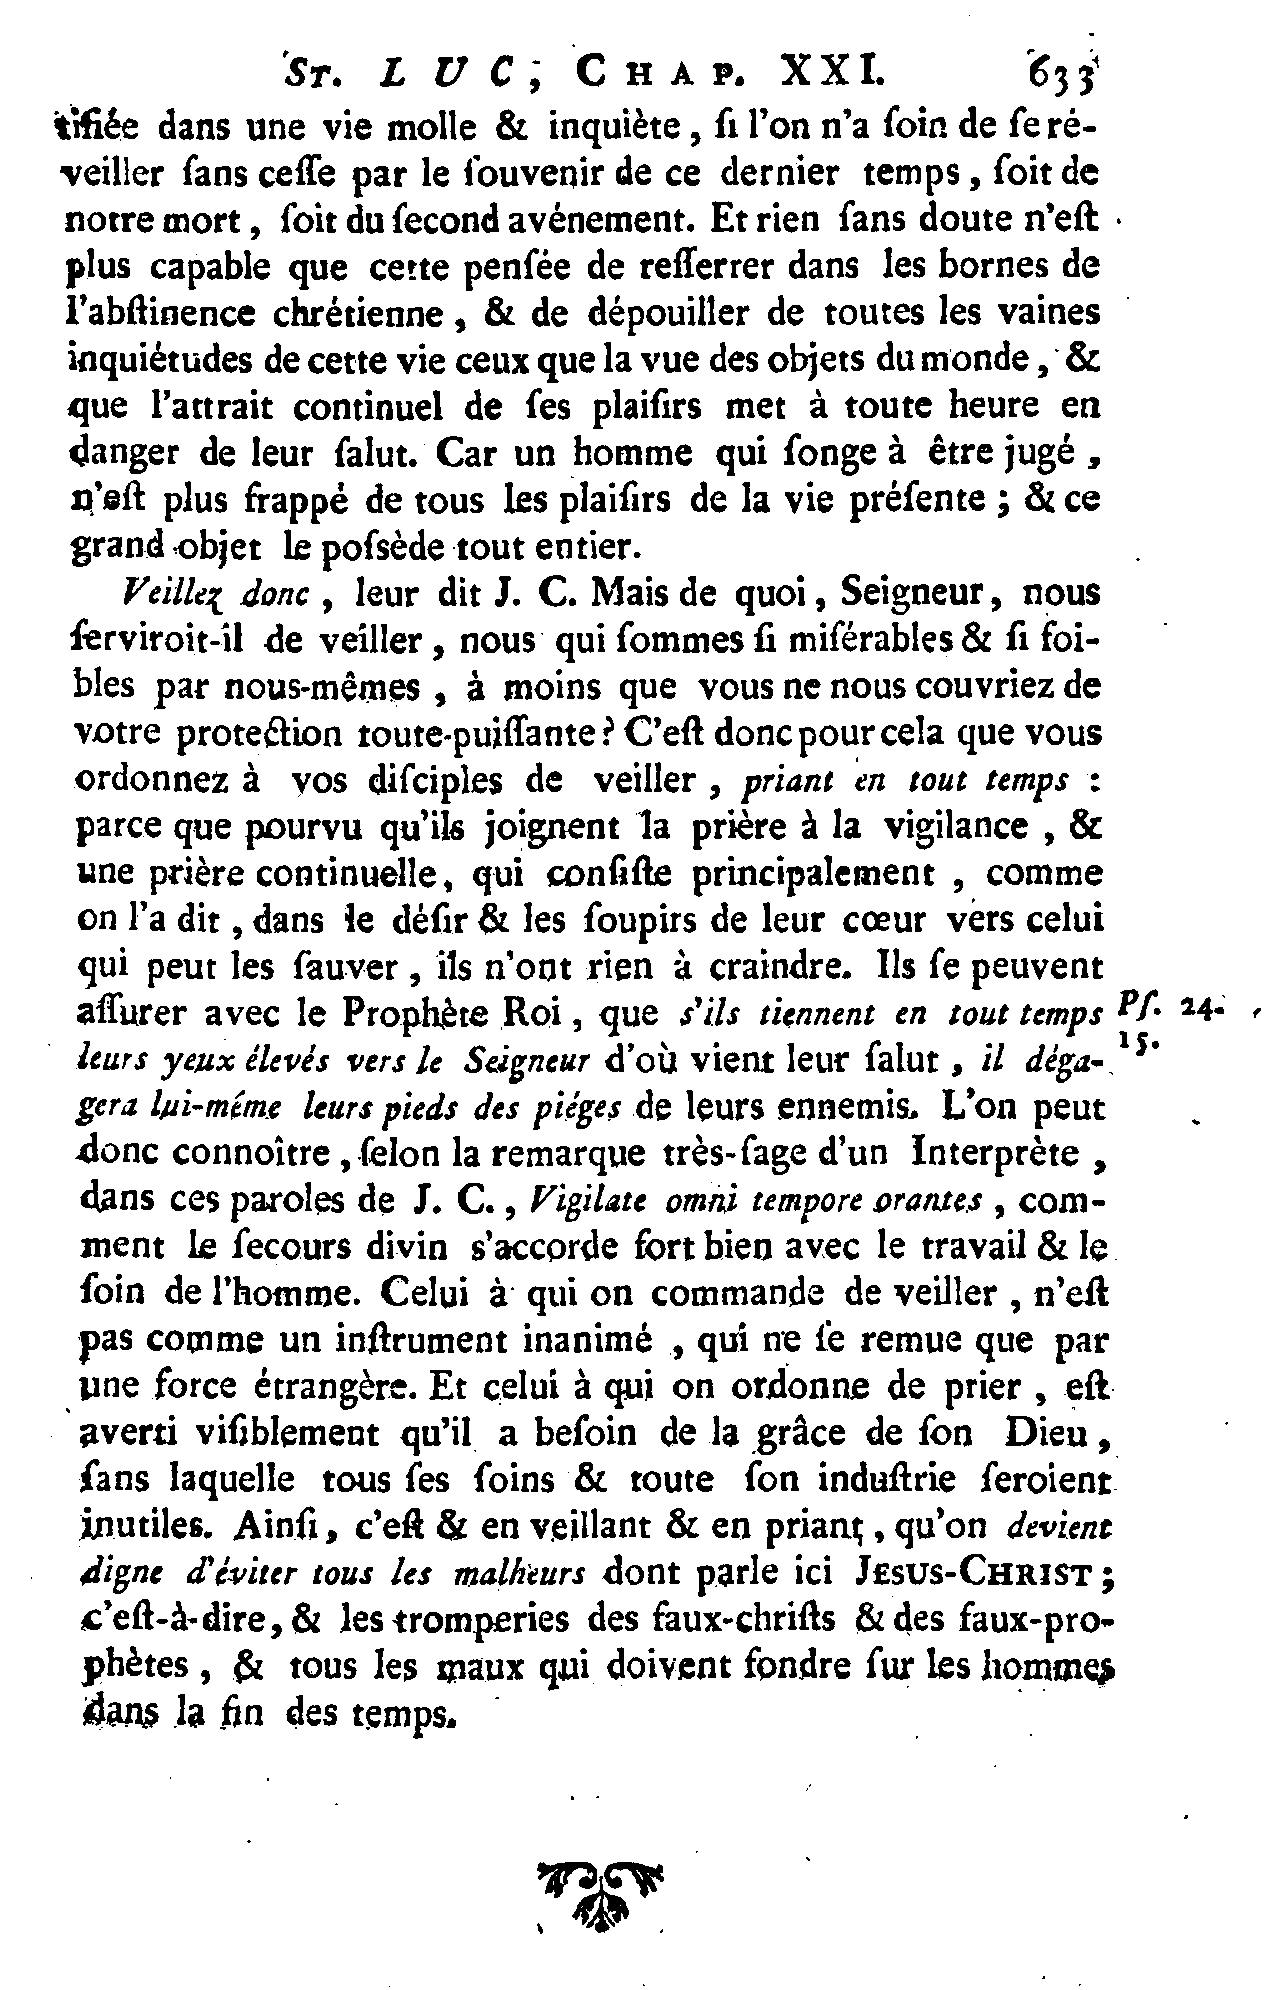 ST. LUC, CHAP. XXI. 633
tifiée dans une vie molle & inquiète, ſi l'on n'a ſoin de ſe ré-
veiller ſans ceſſe par le ſouvenir de ce dernier temps, ſoit de
notre mort, ſoit du ſecond avénement. Et rien ſans doute n'eſt
plus capable que cette penſée de reſſerrer dans les bornes de
l'abſtinence chrétienne, & de dépouiller de toutes les vaines
inquiétudes de cette vie ceux que la vue des objets du monde, &
que l'attrait continuel de ſes plaiſirs met à toute heure en
danger de leur ſalut. Car un homme qui ſonge à être jugé,
n'eſt plus frappé de tous les plaiſirs de la vie préſente; & ce
grand objet le poſsède tout entier.
Veillez donc, leur dit J. C. Mais de quoi, Seigneur, nous
ſerviroit-il de veiller, nous qui ſommes ſi miſérables & ſi foi-
bles par nous-mêmes, à moins que vous ne nous couvriez de
votre protection toute-puiſſante? C'eſt donc pour cela que vous
ordonnez à vos diſciples de veiller, priant en tout temps :
parce que pourvu qu'ils joignent la prière à la vigilance, &
une prière continuelle, qui conſiſte principalement, comme
on l'a dit, dans le déſir & les ſoupirs de leur cœur vers celui
qui peut les ſauver, ils n'ont rien à craindre. Ils ſe peuvent
aſſurer avec le Prophète Roi, que s'ils tiennent en tout temps
Pſ. 24.
15.
leurs yeux élevés vers le Seigneur d'où vient leur ſalut, il déga-
gera lui-même leurs pieds des piéges de leurs ennemis. L'on peut
donc connoître, ſelon la remarque très-ſage d'un Interprète,
dans ces paroles de J. C., Vigilate omni tempore orantes, com-
ment le ſecours divin s'accorde fort bien avec le travail & le
ſoin de l'homme. Celui à qui on commande de veiller, n'eſt
pas comme un inſtrument inanimé, qui ne ſe remue que par
une force étrangère. Et celui à qui on ordonne de prier, eſt
averti viſiblement qu'il a beſoin de la grâce de ſon Dieu,
ſans laquelle tous ſes ſoins & toute ſon induſtrie ſeroient
inutiles. Ainſi, c'eſt & en veillant & en priant, qu'on devient
digne d'éviter tous les malheurs dont parle ici JESUS-CHRIST;
c'eſt-à-dire, & les tromperies des faux-chriſts & des faux-pro-
phètes, & tous les maux qui doivent fondre ſur les hommes
dans la fin des temps.